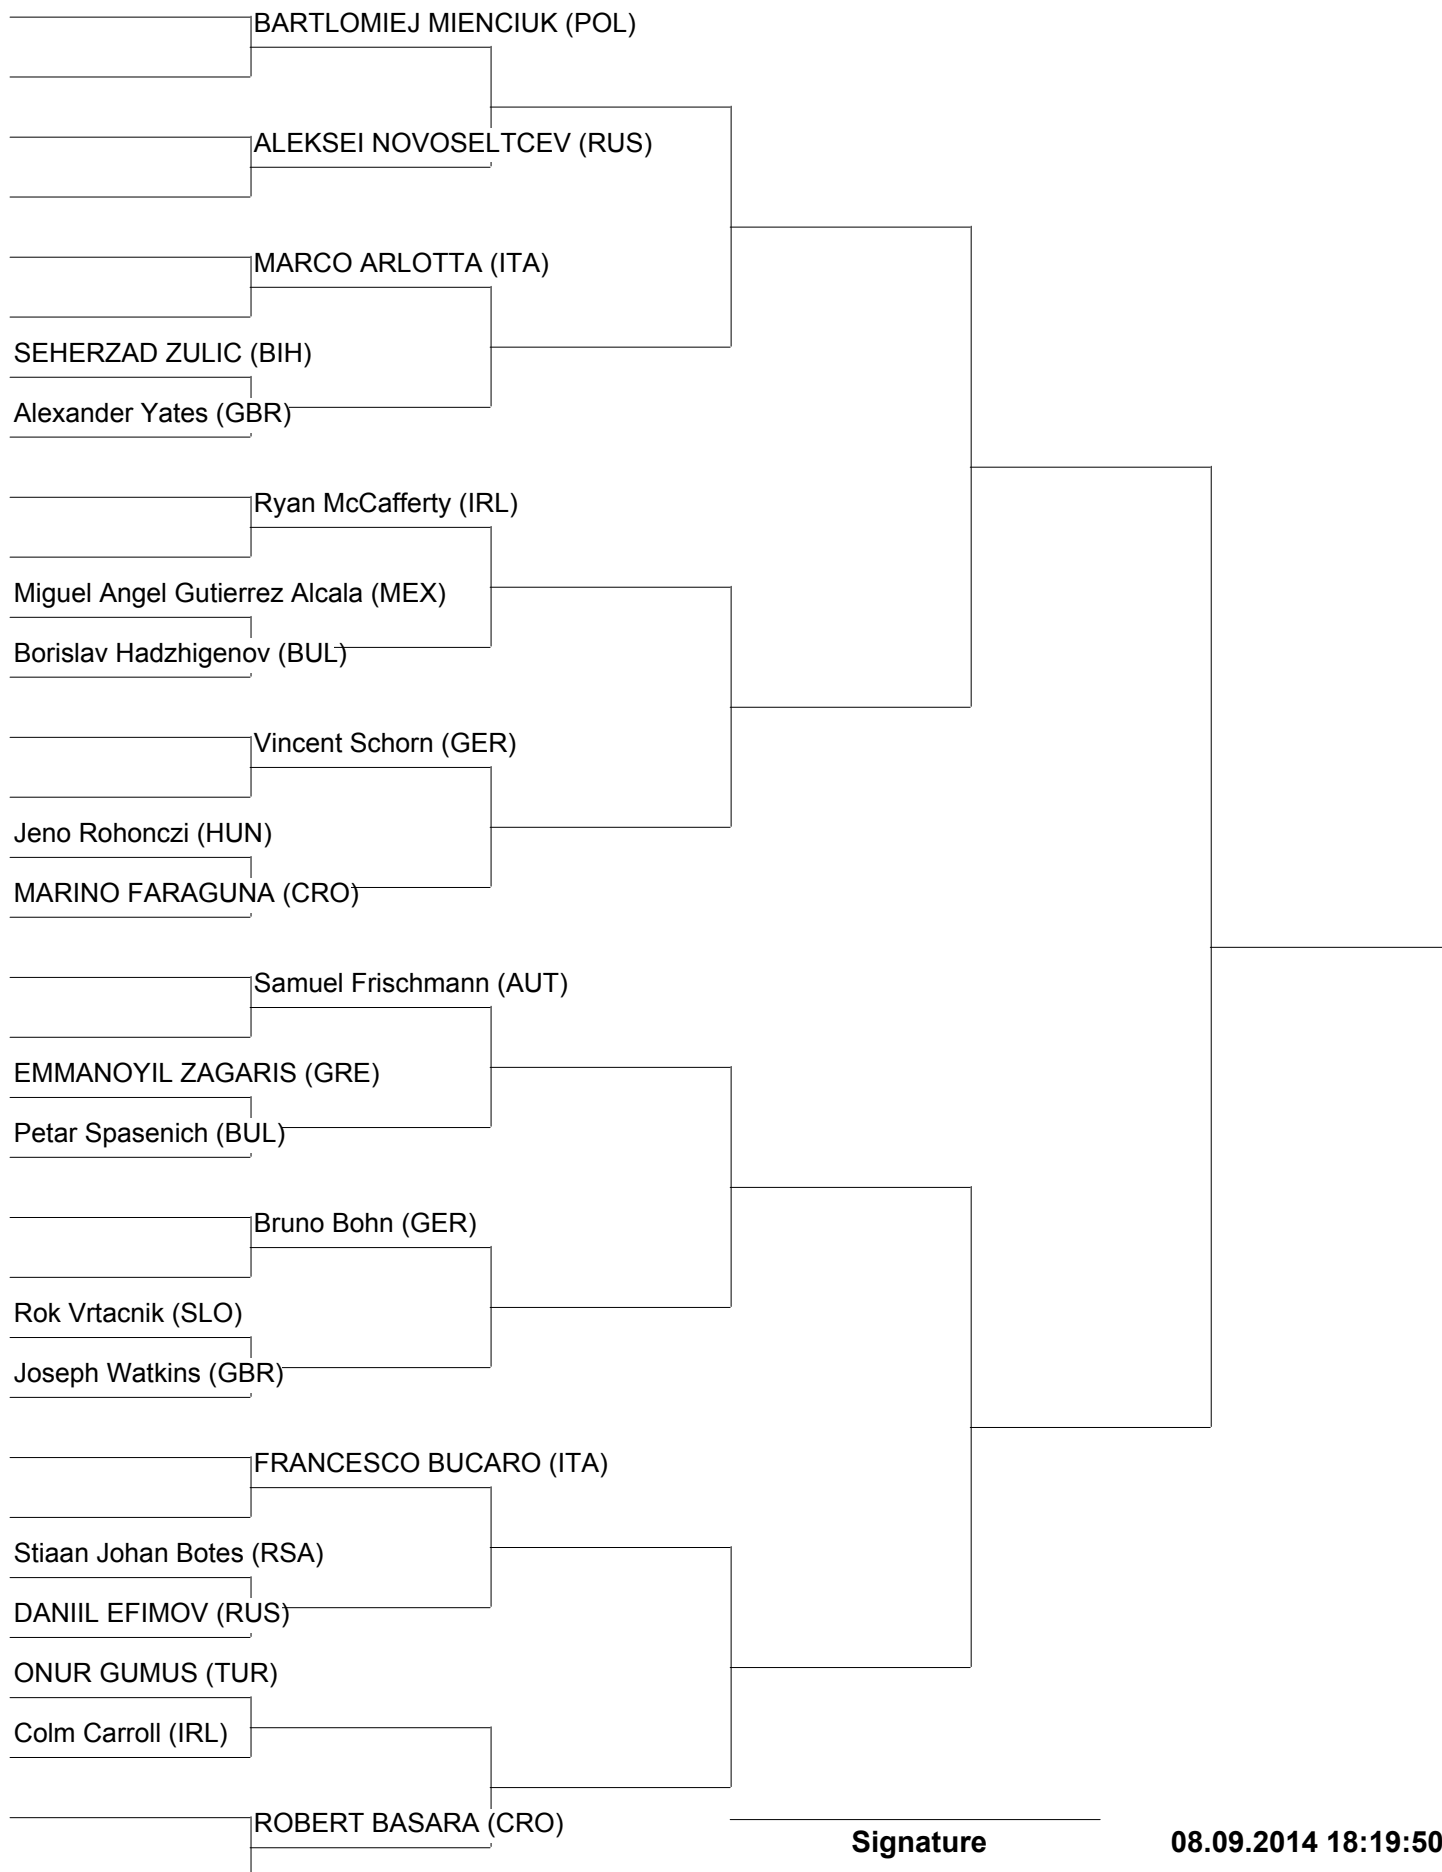 BARTLOMIEJ MIENCIUK (POL)
ALEKSEI NOVOSELTCEV (RUS)
MARCO ARLOTTA (ITA)
SEHERZAD ZULIC (BIH)
Alexander Yates (GBR)
Ryan McCafferty (IRL)
Miguel Angel Gutierrez Alcala (MEX)
Borislav Hadzhigenov (BUL)
Vincent Schorn (GER)
Jeno Rohonczi (HUN)
MARINO FARAGUNA (CRO)
Samuel Frischmann (AUT)
EMMANOYIL ZAGARIS (GRE)
Petar Spasenich (BUL)
Bruno Bohn (GER)
Rok Vrtacnik (SLO)
Joseph Watkins (GBR)
FRANCESCO BUCARO (ITA)
Stiaan Johan Botes (RSA)
DANIIL EFIMOV (RUS)
ONUR GUMUS (TUR)
Colm Carroll (IRL)
ROBERT BASARA (CRO)
Signature 08.09.2014 18:19:50